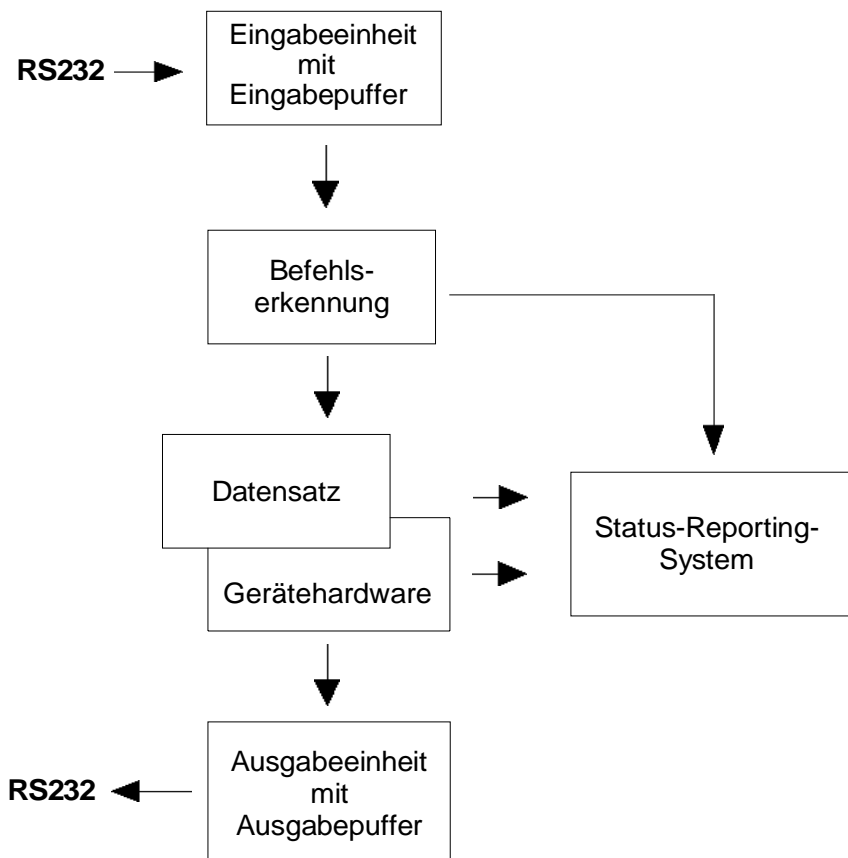 Eingabeeinheit
mit
Eingabepuffer
RS232
Befehls-
erkennung
Datensatz
Gerätehardware
Status-Reporting-
System
Ausgabeeinheit
mit
Ausgabepuffer
RS232